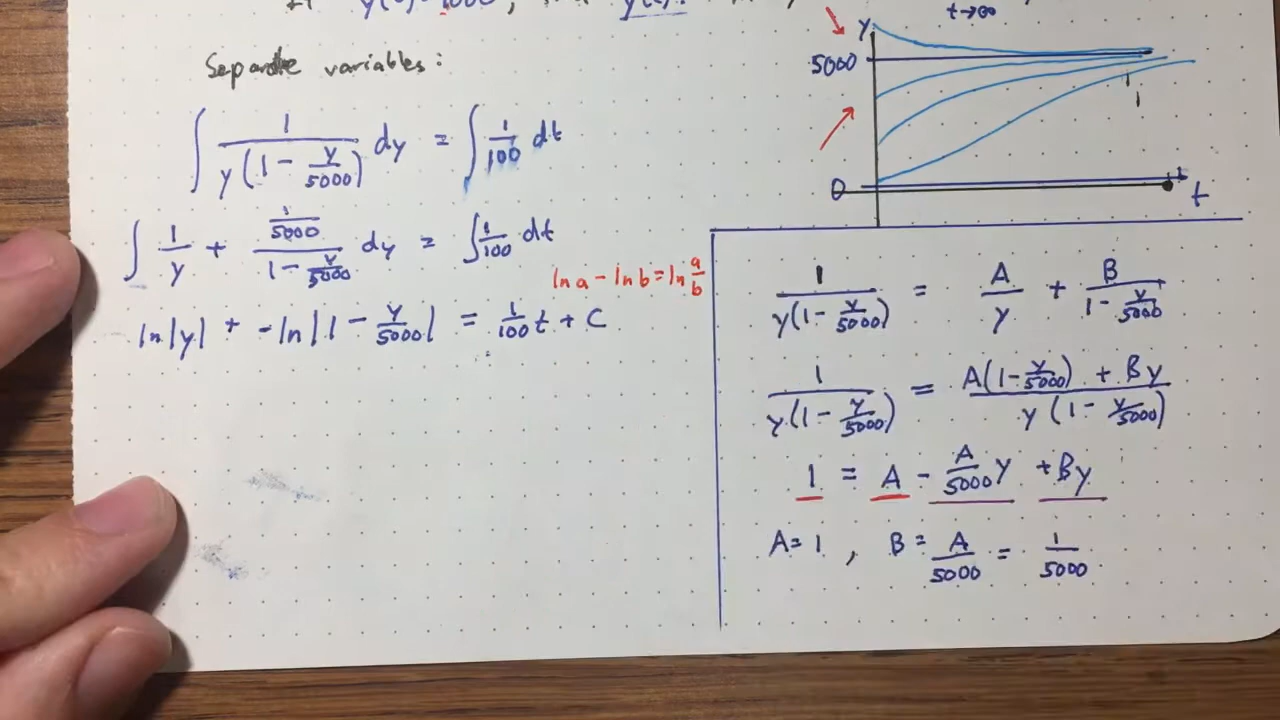 y(0) = 1000, y(t).
t→∞
Separate variables:
∫ 1/(y(1 - y/5000)) dy = ∫ 1/100 dt
∫ 1/y + (1/5000)/(1 - y/5000) dy = ∫ 1/100 dt
ln a - ln b = ln a/b
ln|y| + -ln|1 - y/5000| = 1/100 t + C
y
5000
0
t
1/(y(1 - y/5000)) = A/y + B/(1 - y/5000)
1/(y(1 - y/5000)) = (A(1 - y/5000) + By)/(y(1 - y/5000))
1 = A - A/5000 y + By
A = 1, B = A/5000 = 1/5000